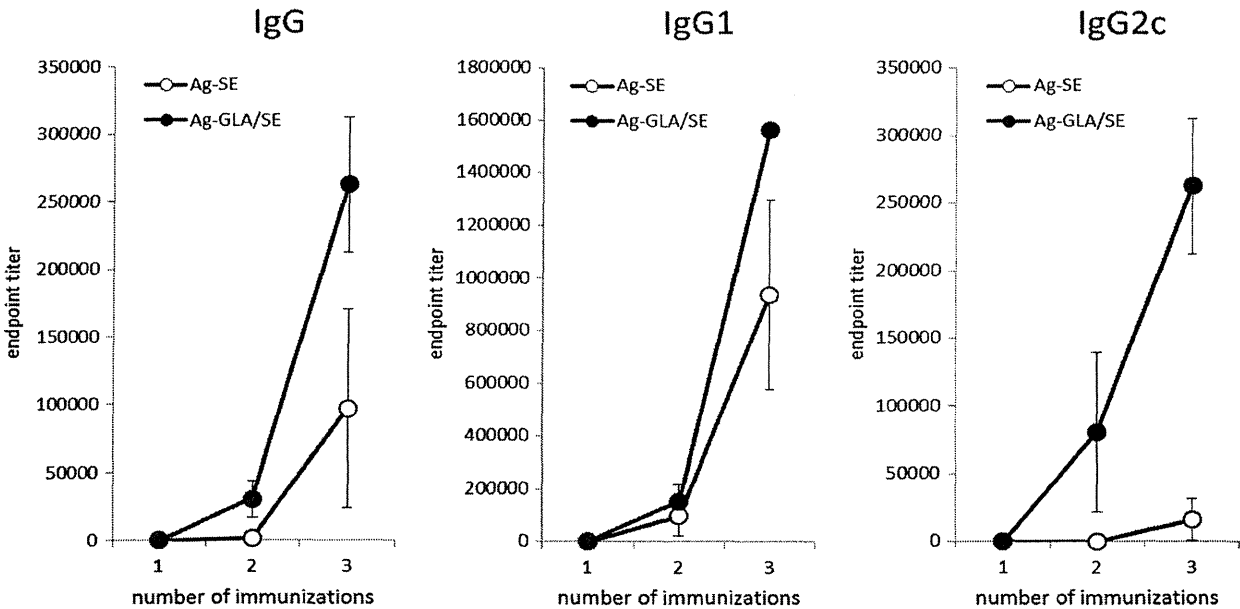 IgG
350000
300000
250000
200000
150000
100000
50000
0
endpoint titer
Ag-SE
Ag-GLA/SE
1 2 3
number of immunizations
IgG1
1800000
1600000
1400000
1200000
1000000
800000
600000
400000
200000
0
endpoint titer
Ag-SE
Ag-GLA/SE
1 2 3
number of immunizations
IgG2c
350000
300000
250000
200000
150000
100000
50000
0
endpoint titer
Ag-SE
Ag-GLA/SE
1 2 3
number of immunizations